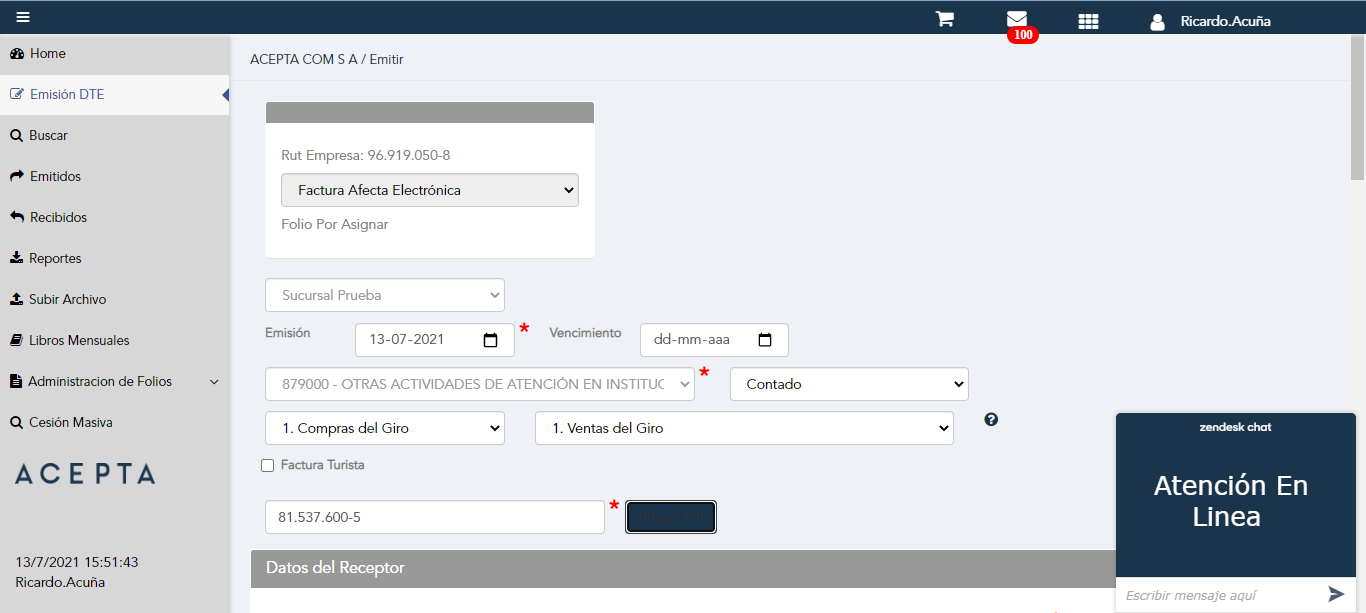 Ricardo.Acuña
100
Home
Emisión DTE
Buscar
Emitidos
Recibidos
Reportes
Subir Archivo
Libros Mensuales
Administracion de Folios
Cesión Masiva
ACEPTA
13/7/2021 15:51:43
Ricardo.Acuña
ACEPTA COM S A / Emitir
Rut Empresa: 96.919.050-8
Factura Afecta Electrónica
Folio Por Asignar
Sucursal Prueba
Emisión 13-07-2021 * Vencimiento dd-mm-aaa
879000 - OTRAS ACTIVIDADES DE ATENCIÓN EN INSTITUC * Contado
1. Compras del Giro 1. Ventas del Giro
Factura Turista
81.537.600-5 *
Datos del Receptor
zendesk chat
Atención En
Linea
Escribir mensaje aquí